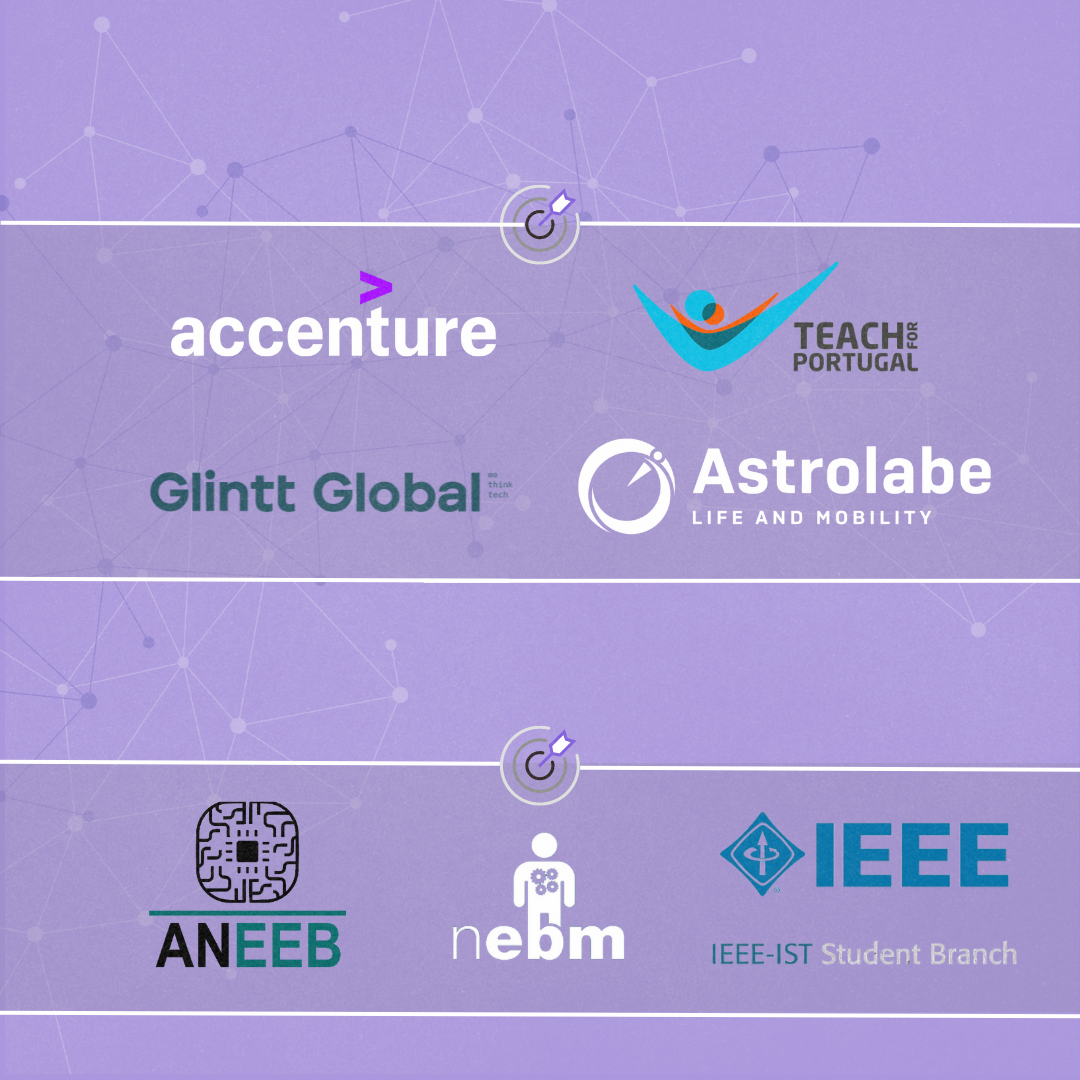 accenture
TEACH FOR
PORTUGAL
Glintt Global
think
tech
Astrolabe
LIFE AND MOBILITY
ANEEB
nebm
IEEE
IEEE-IST Student Branch